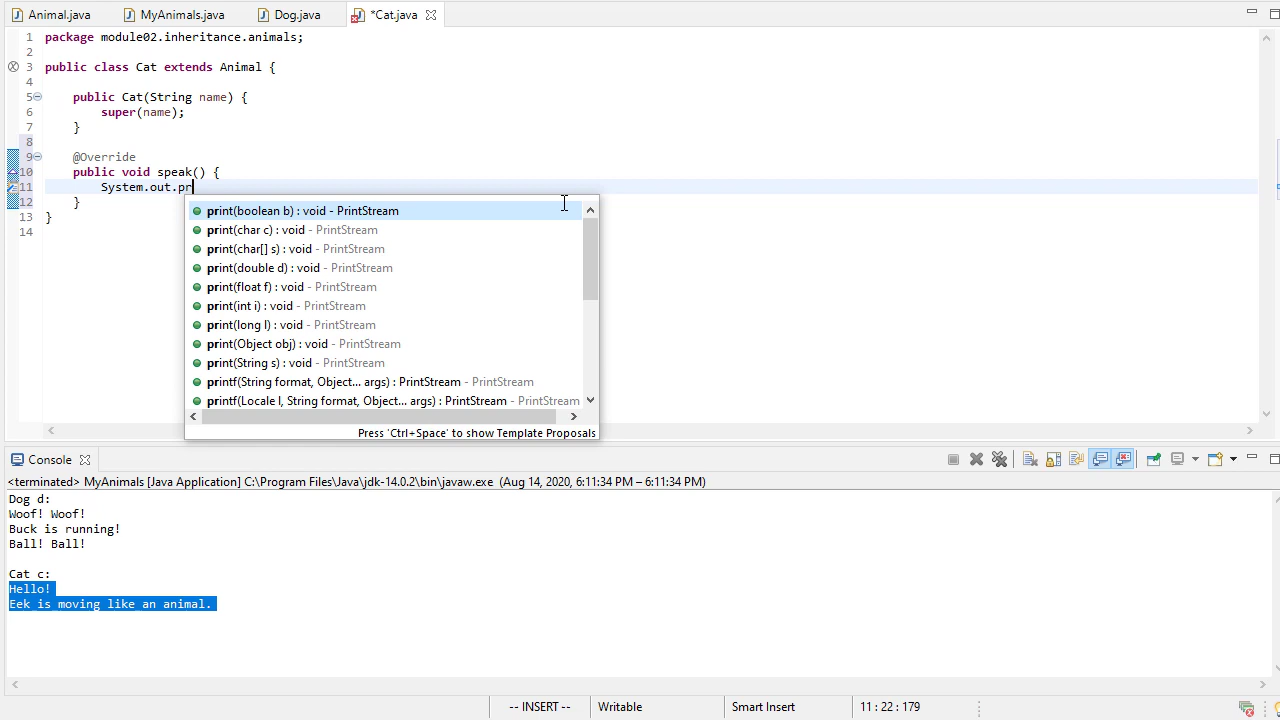 Animal.java MyAnimals.java Dog.java *Cat.java
1 package module02.inheritance.animals;
2
3 public class Cat extends Animal {
4
5 public Cat(String name) {
6 super(name);
7 }
8
9 @Override
10 public void speak() {
11 System.out.pr
12 }
13 }
14
print(boolean b) : void - PrintStream
print(char c) : void - PrintStream
print(char[] s) : void - PrintStream
print(double d) : void - PrintStream
print(float f) : void - PrintStream
print(int i) : void - PrintStream
print(long l) : void - PrintStream
print(Object obj) : void - PrintStream
print(String s) : void - PrintStream
printf(String format, Object... args) : PrintStream - PrintStream
printf(Locale l, String format, Object... args) : PrintStream - PrintStream
Press 'Ctrl+Space' to show Template Proposals
Console
<terminated> MyAnimals [Java Application] C:\Program Files\Java\jdk-14.0.2\bin\javaw.exe (Aug 14, 2020, 6:11:34 PM – 6:11:34 PM)
Dog d:
Woof! Woof!
Buck is running!
Ball! Ball!
Cat c:
Hello!
Eek is moving like an animal.
-- INSERT -- Writable Smart Insert 11 : 22 : 179